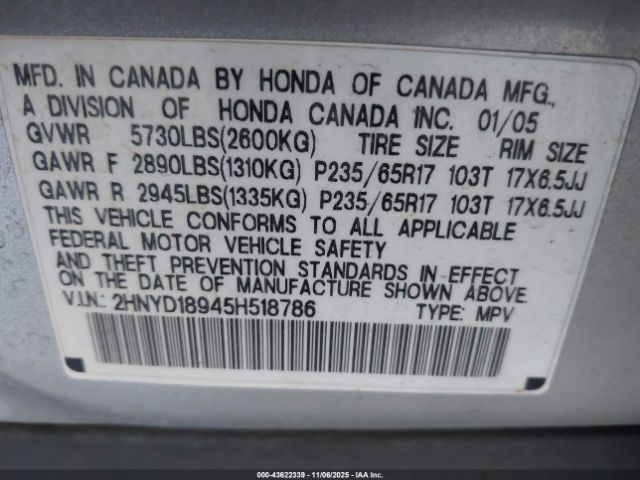 MFD. IN CANADA BY HONDA OF CANADA MFG.,
A DIVISION OF HONDA CANADA INC. 01/05
GVWR 5730LBS(2600KG) TIRE SIZE RIM SIZE
GAWR F 2890LBS(1310KG) P235/65R17 103T 17X6.5JJ
GAWR R 2945LBS(1335KG) P235/65R17 103T 17X6.5JJ
THIS VEHICLE CONFORMS TO ALL APPLICABLE
FEDERAL MOTOR VEHICLE SAFETY
AND THEFT PREVENTION STANDARDS IN EFFECT
ON THE DATE OF MANUFACTURE SHOWN ABOVE.
V.I.N.: 2HNYD18945H518786 TYPE: MPV
000-43622339 - 11/06/2025 - IAA Inc.